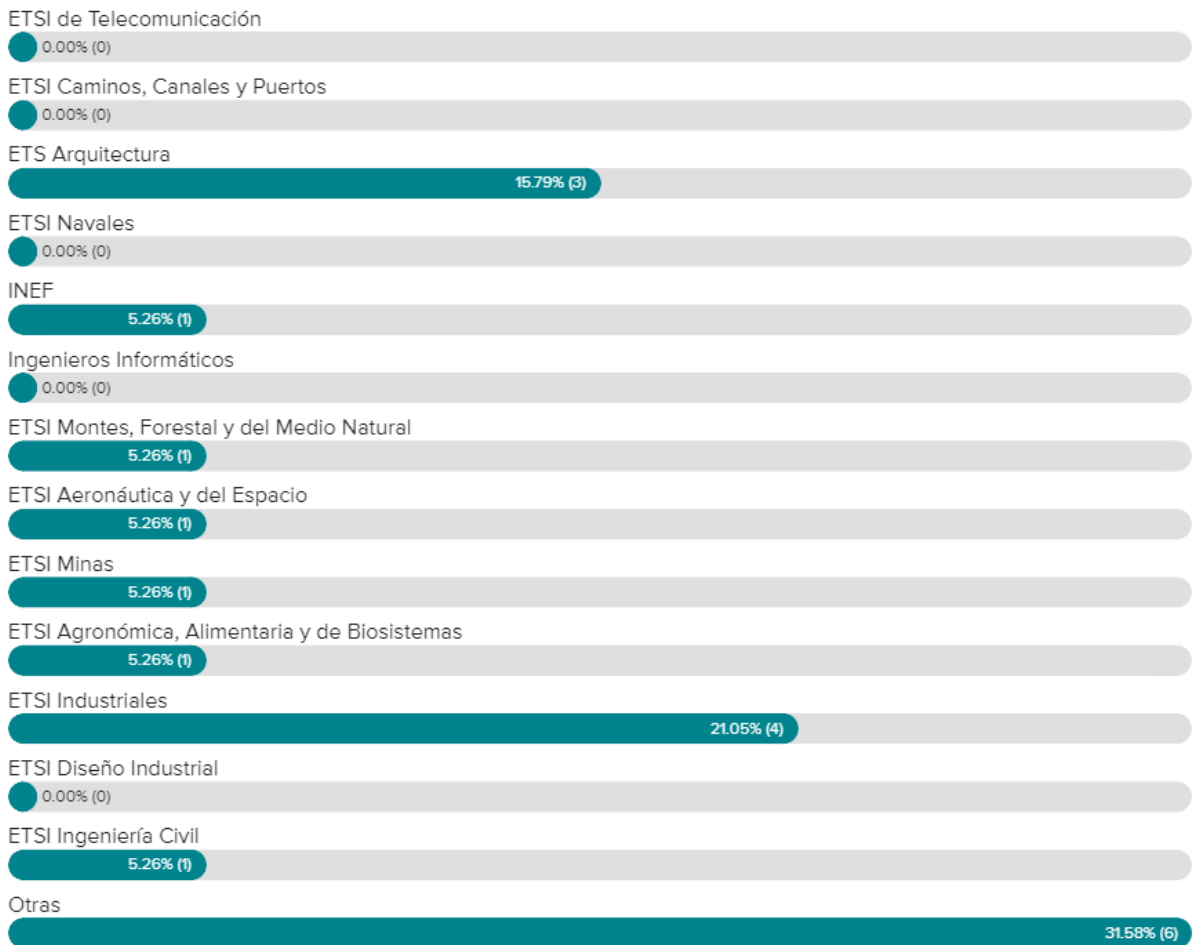 ETSI de Telecomunicación
0.00% (0)
ETSI Caminos, Canales y Puertos
0.00% (0)
ETS Arquitectura
15.79% (3)
ETSI Navales
0.00% (0)
INEF
5.26% (1)
Ingenieros Informáticos
0.00% (0)
ETSI Montes, Forestal y del Medio Natural
5.26% (1)
ETSI Aeronáutica y del Espacio
5.26% (1)
ETSI Minas
5.26% (1)
ETSI Agronómica, Alimentaria y de Biosistemas
5.26% (1)
ETSI Industriales
21.05% (4)
ETSI Diseño Industrial
0.00% (0)
ETSI Ingeniería Civil
5.26% (1)
Otras
31.58% (6)